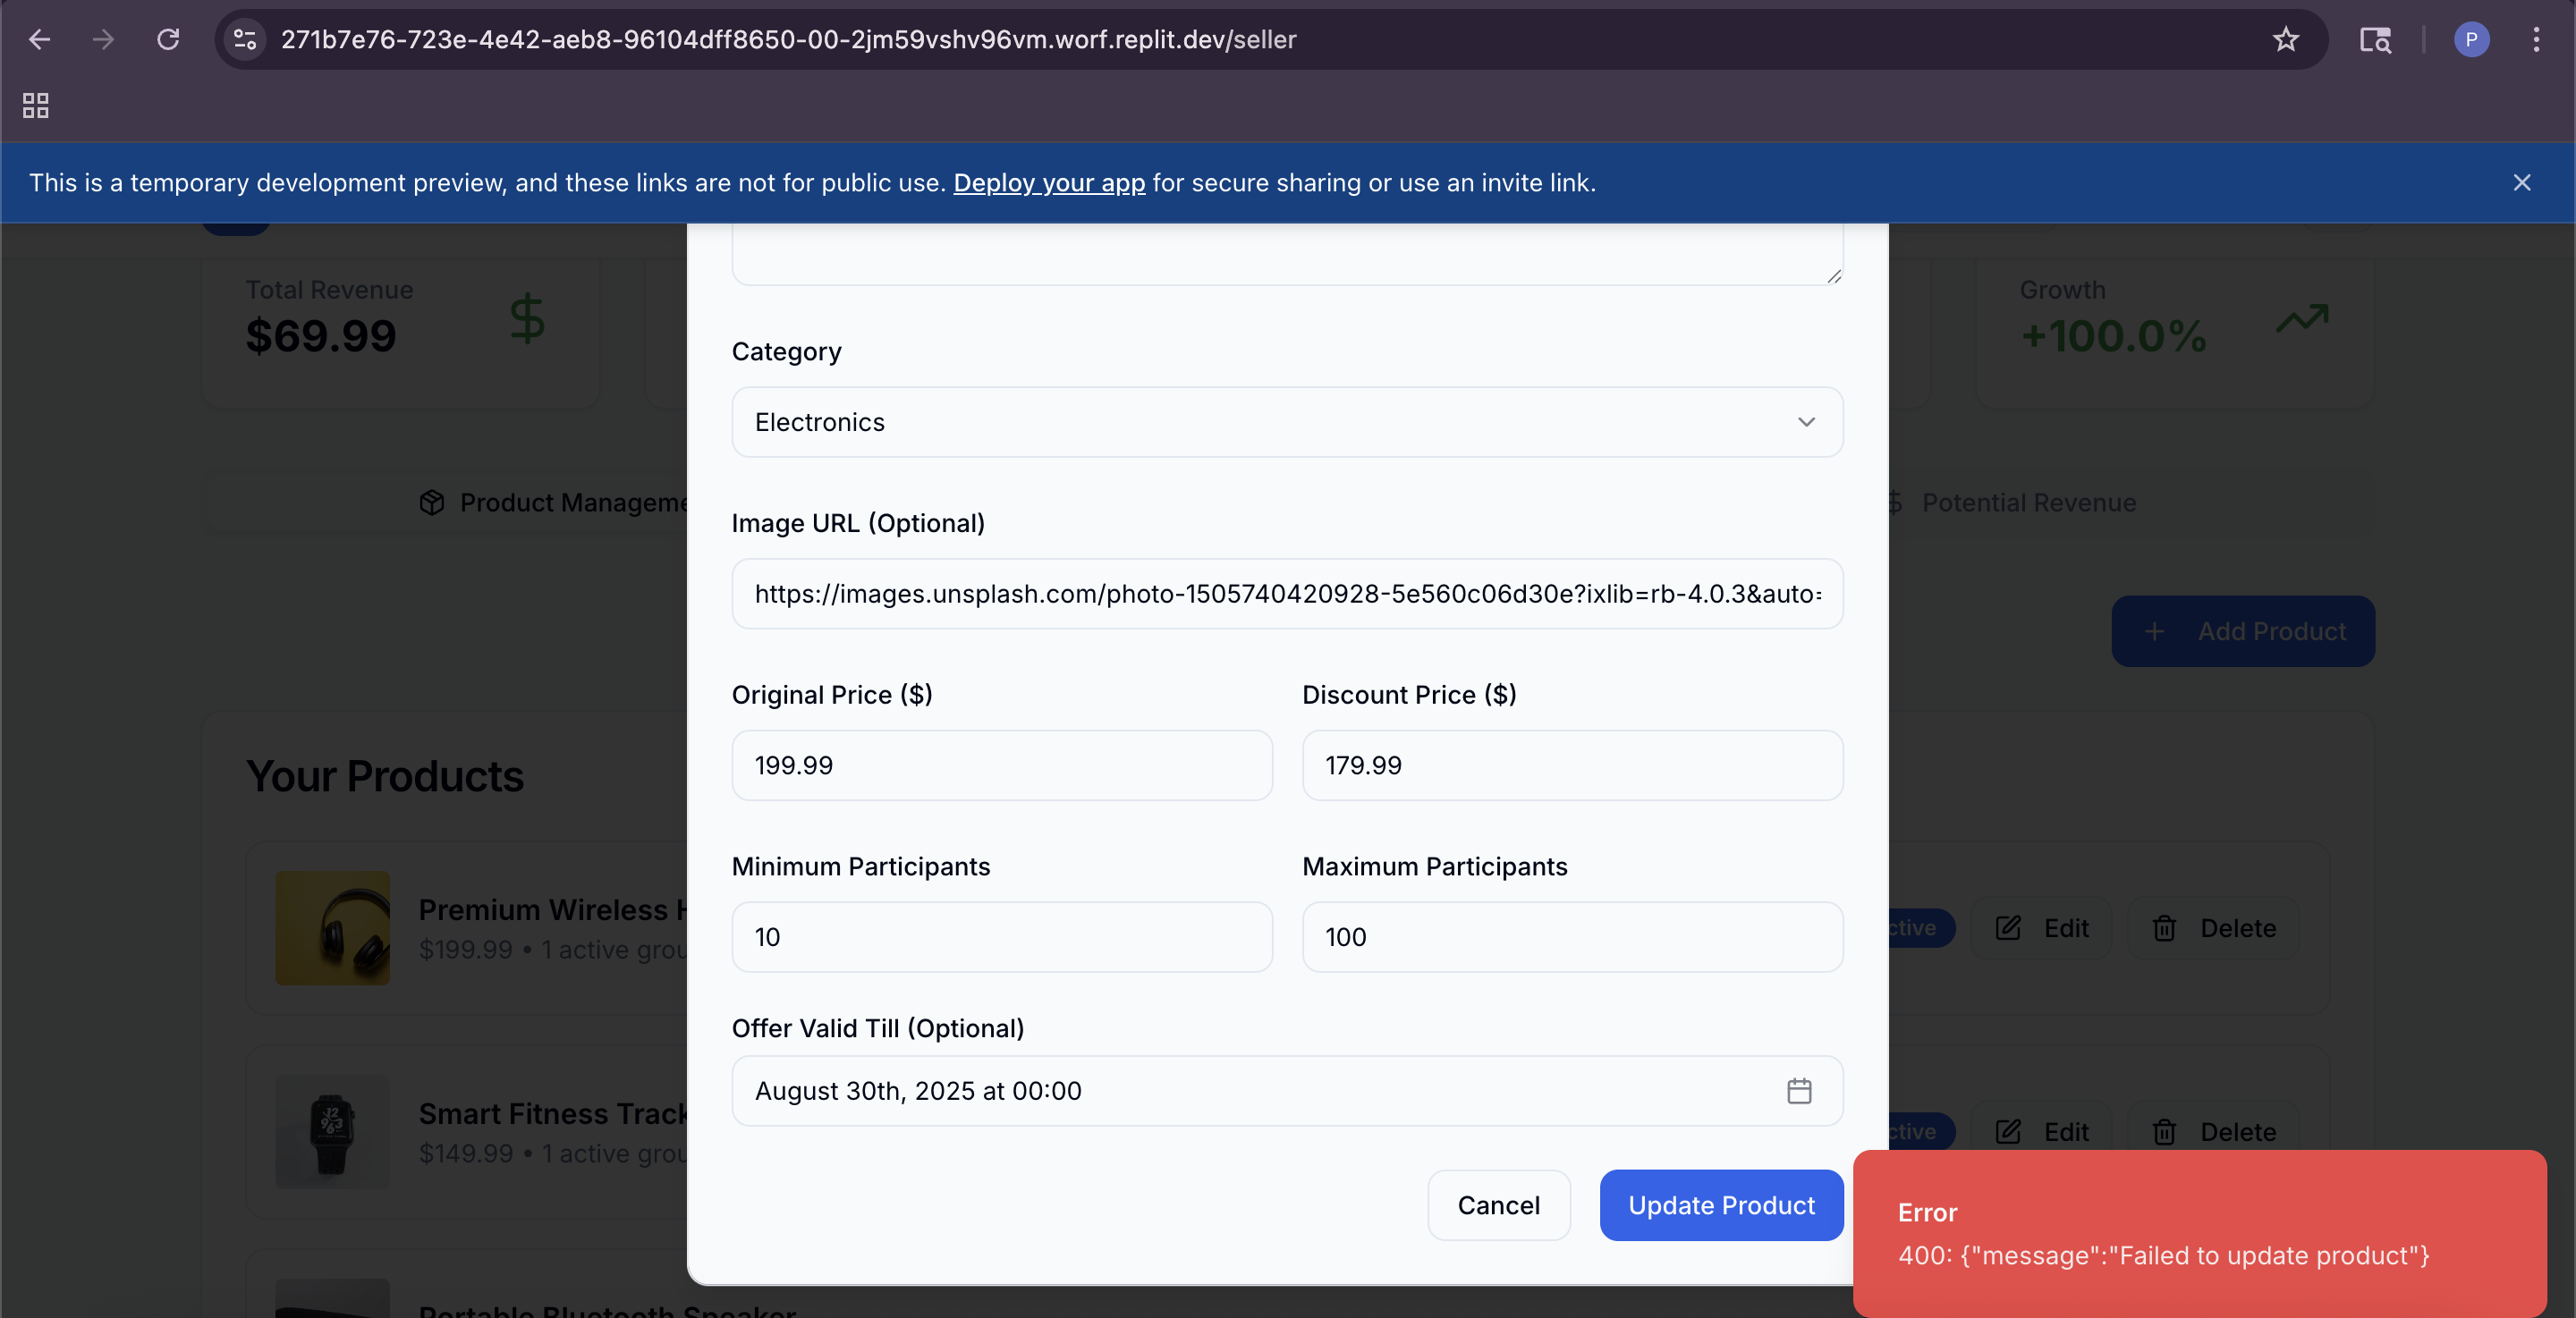 271b7e76-723e-4e42-aeb8-96104dff8650-00-2jm59vshv96vm.worf.replit.dev/seller
P
This is a temporary development preview, and these links are not for public use. Deploy your app for secure sharing or use an invite link.
Total Revenue
$69.99
Growth
+100.0%
Category
Electronics
Product Manageme
Potential Revenue
Image URL (Optional)
https://images.unsplash.com/photo-1505740420928-5e560c06d30e?ixlib=rb-4.0.3&auto=
Add Product
Original Price ($) Discount Price ($)
199.99 179.99
Your Products
Minimum Participants Maximum Participants
10 100
Premium Wireless H
$199.99 • 1 active grou
ctive Edit Delete
Offer Valid Till (Optional)
August 30th, 2025 at 00:00
Smart Fitness Track
$149.99 • 1 active grou
ctive Edit Delete
Cancel Update Product
Error
400: {"message":"Failed to update product"}
Portable Bluetooth Speaker